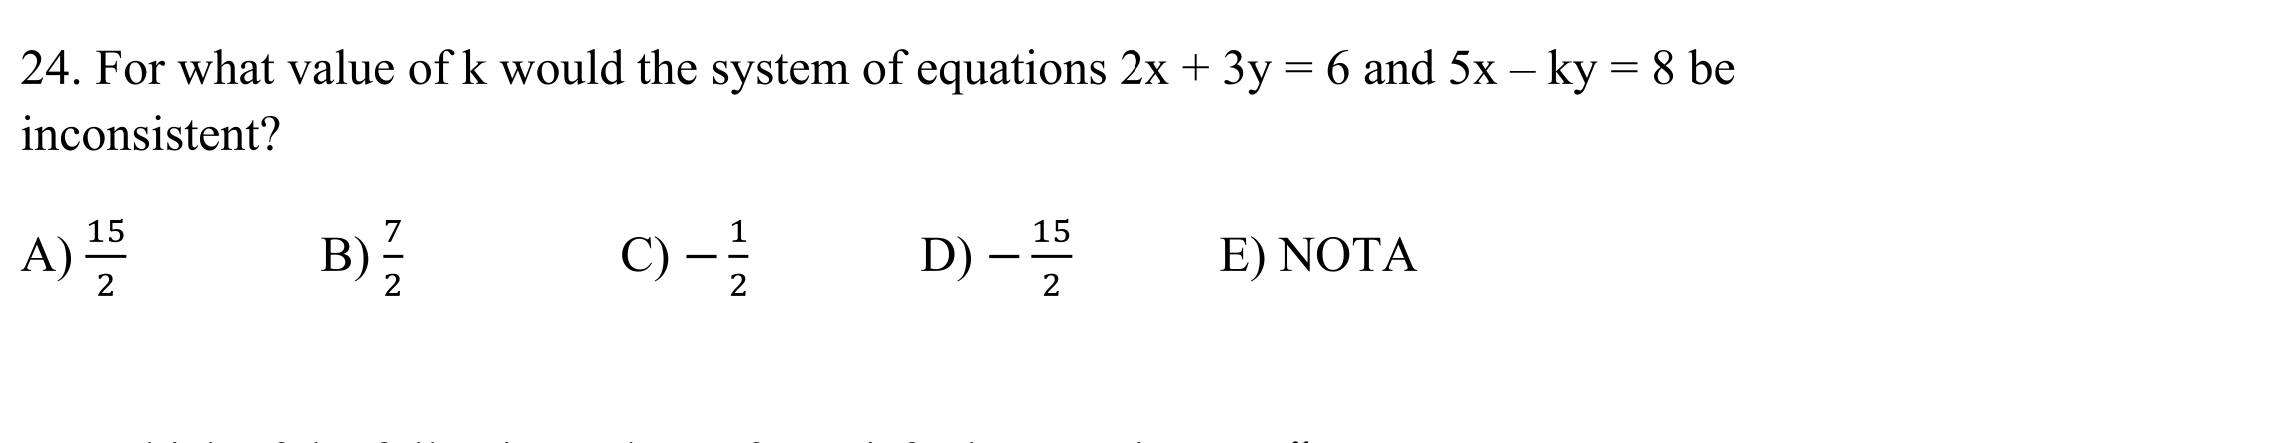 24. For what value of k would the system of equations 2x + 3y = 6 and 5x – ky = 8 be
inconsistent?
A) 15/2 B) 7/2 C) −1/2 D) −15/2 E) NOTA